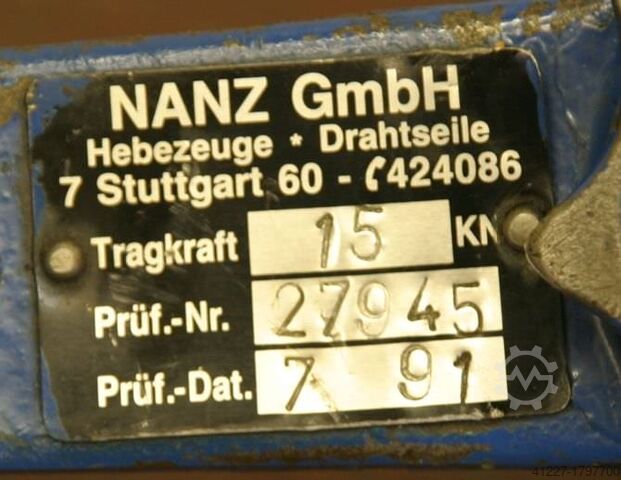 NANZ GmbH
Hebezeuge * Drahtseile
7 Stuttgart 60 - ✆424086
Tragkraft 15 KN
Prüf.-Nr. 27945
Prüf.-Dat. 7 91
41227-1797700